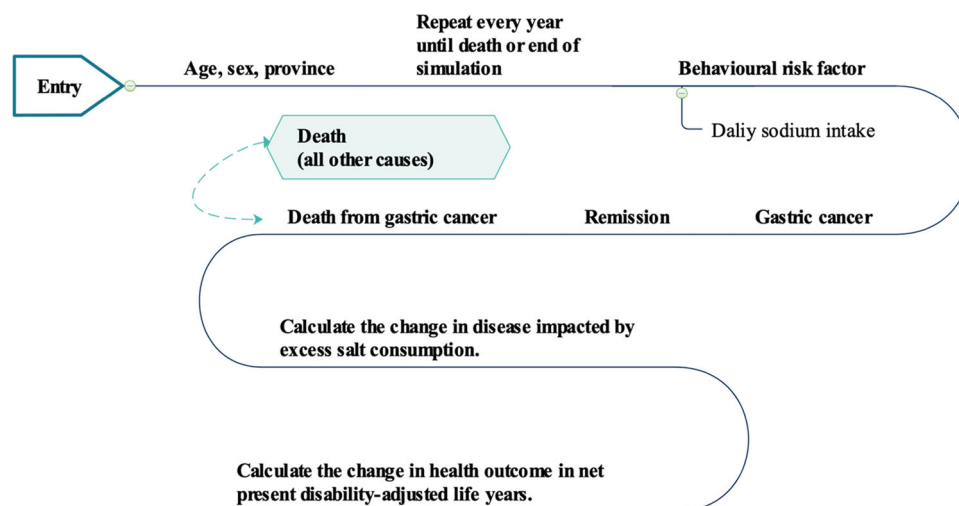 Entry
Age, sex, province
Repeat every year
until death or end of
simulation
Behavioural risk factor
Daliy sodium intake
Death
(all other causes)
Death from gastric cancer
Remission
Gastric cancer
Calculate the change in disease impacted by
excess salt consumption.
Calculate the change in health outcome in net
present disability-adjusted life years.